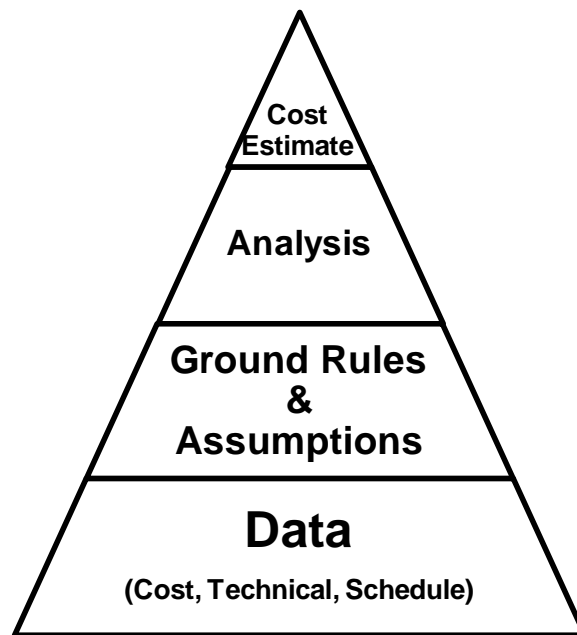 Cost
Estimate
Analysis
Ground Rules
&
Assumptions
Data
(Cost, Technical, Schedule)